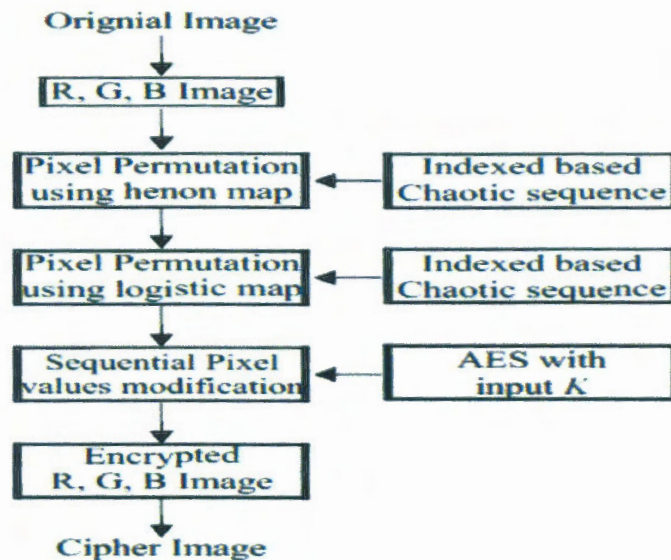 Orignial Image
R, G, B Image
Pixel Permutation
using henon map
Indexed based
Chaotic sequence
Pixel Permutation
using logistic map
Indexed based
Chaotic sequence
Sequential Pixel
values modification
AES with
input K
Encrypted
R, G, B Image
Cipher Image